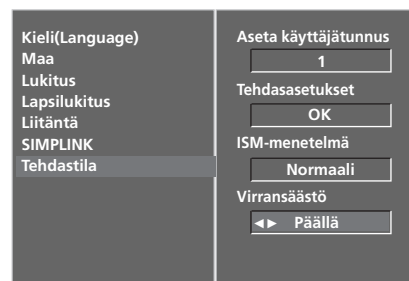 Kieli(Language)
Maa
Lukitus
Lapsilukitus
Liitäntä
SIMPLINK
Tehdastila
Aseta käyttäjätunnus
1
Tehdasasetukset
OK
ISM-menetelmä
Normaali
Virransäästö
◄► Päällä